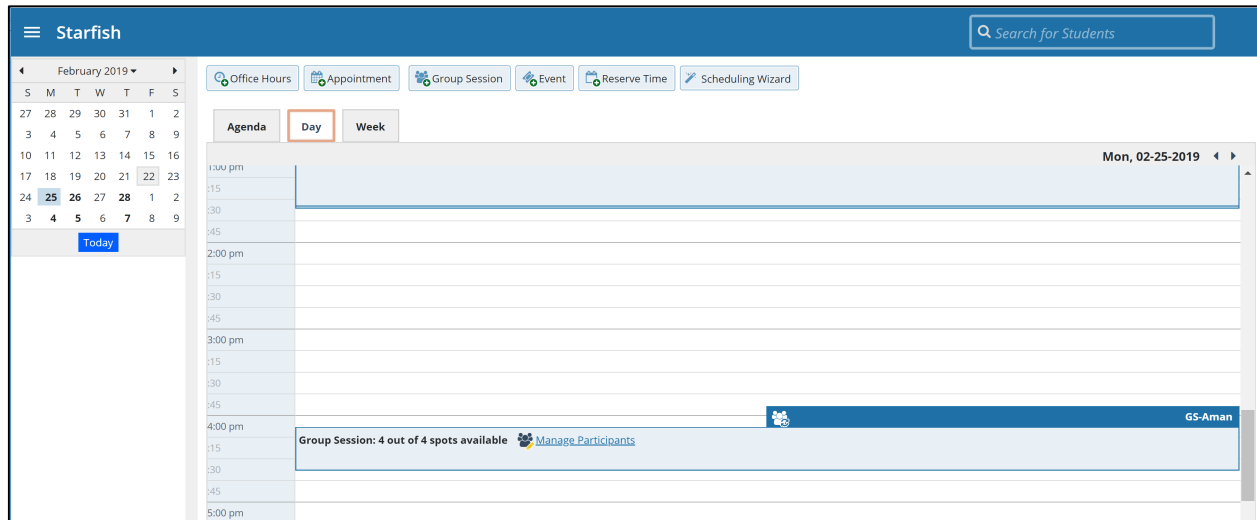 Starfish
Search for Students
February 2019
S M T W T F S
27 28 29 30 31 1 2
3 4 5 6 7 8 9
10 11 12 13 14 15 16
17 18 19 20 21 22 23
24 25 26 27 28 1 2
3 4 5 6 7 8 9
Today
Office Hours Appointment Group Session Event Reserve Time Scheduling Wizard
Agenda Day Week
Mon, 02-25-2019
1:00 pm
:15
:30
:45
2:00 pm
:15
:30
:45
3:00 pm
:15
:30
:45
GS-Aman
4:00 pm
Group Session: 4 out of 4 spots available Manage Participants
:15
:30
:45
5:00 pm